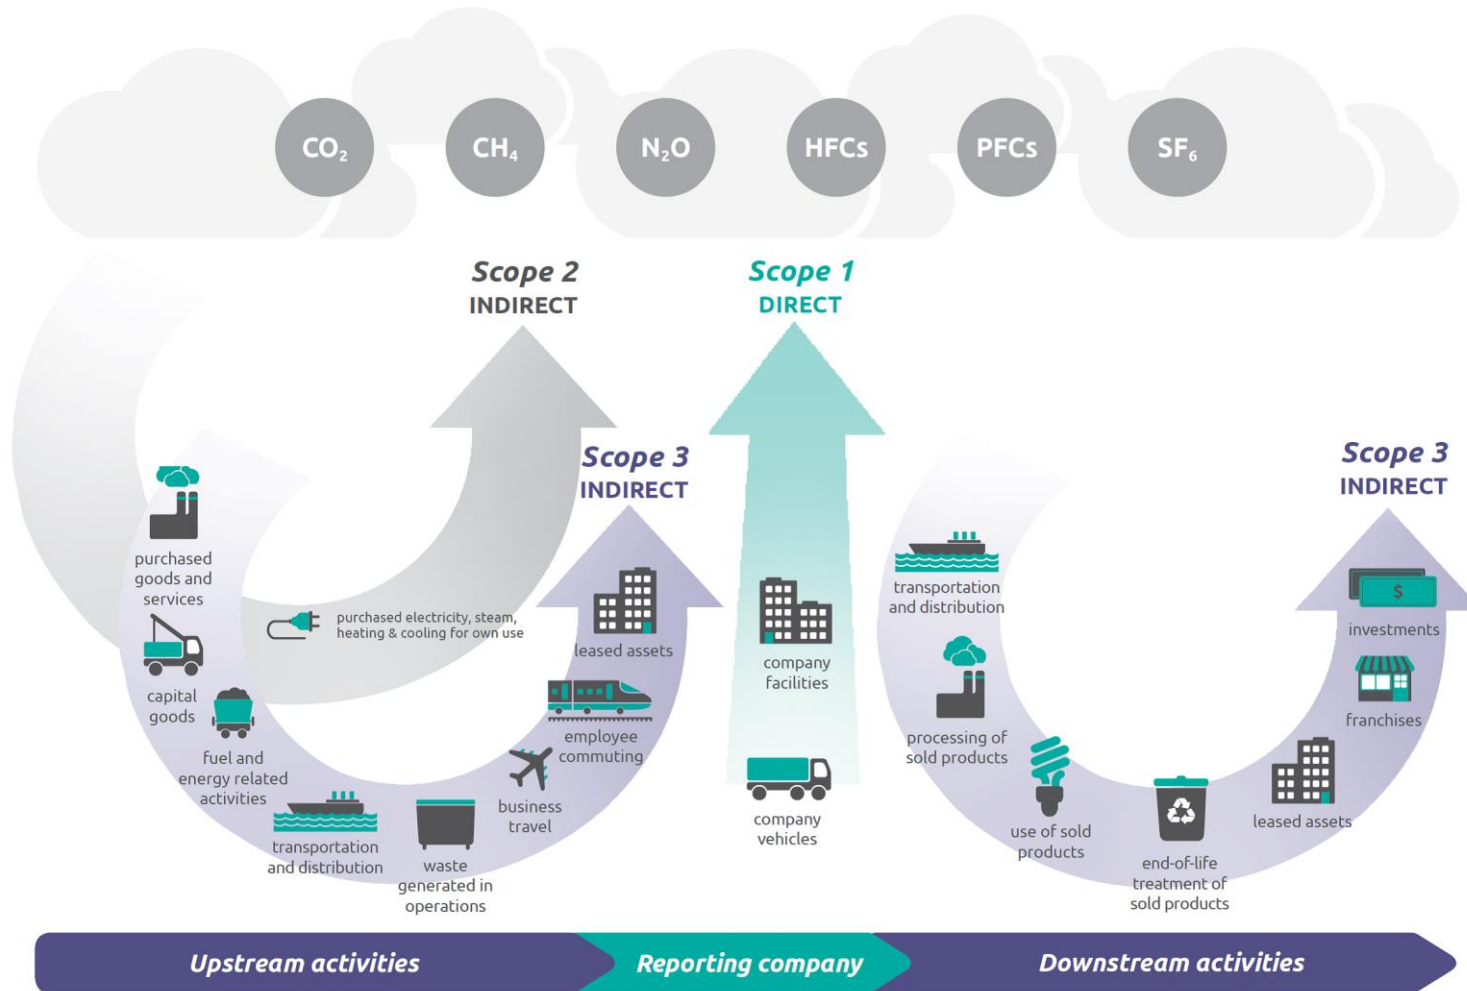 CO₂
CH₄
N₂O
HFCs
PFCs
SF₆
Scope 2
INDIRECT
Scope 1
DIRECT
Scope 3
INDIRECT
Scope 3
INDIRECT
purchased
goods and
services
capital
goods
fuel and
energy related
activities
transportation
and distribution
waste
generated in
operations
business
travel
employee
commuting
leased assets
purchased electricity, steam,
heating & cooling for own use
company
facilities
company
vehicles
transportation
and distribution
processing of
sold products
use of sold
products
end-of-life
treatment of
sold products
leased assets
franchises
$
investments
Upstream activities
Reporting company
Downstream activities